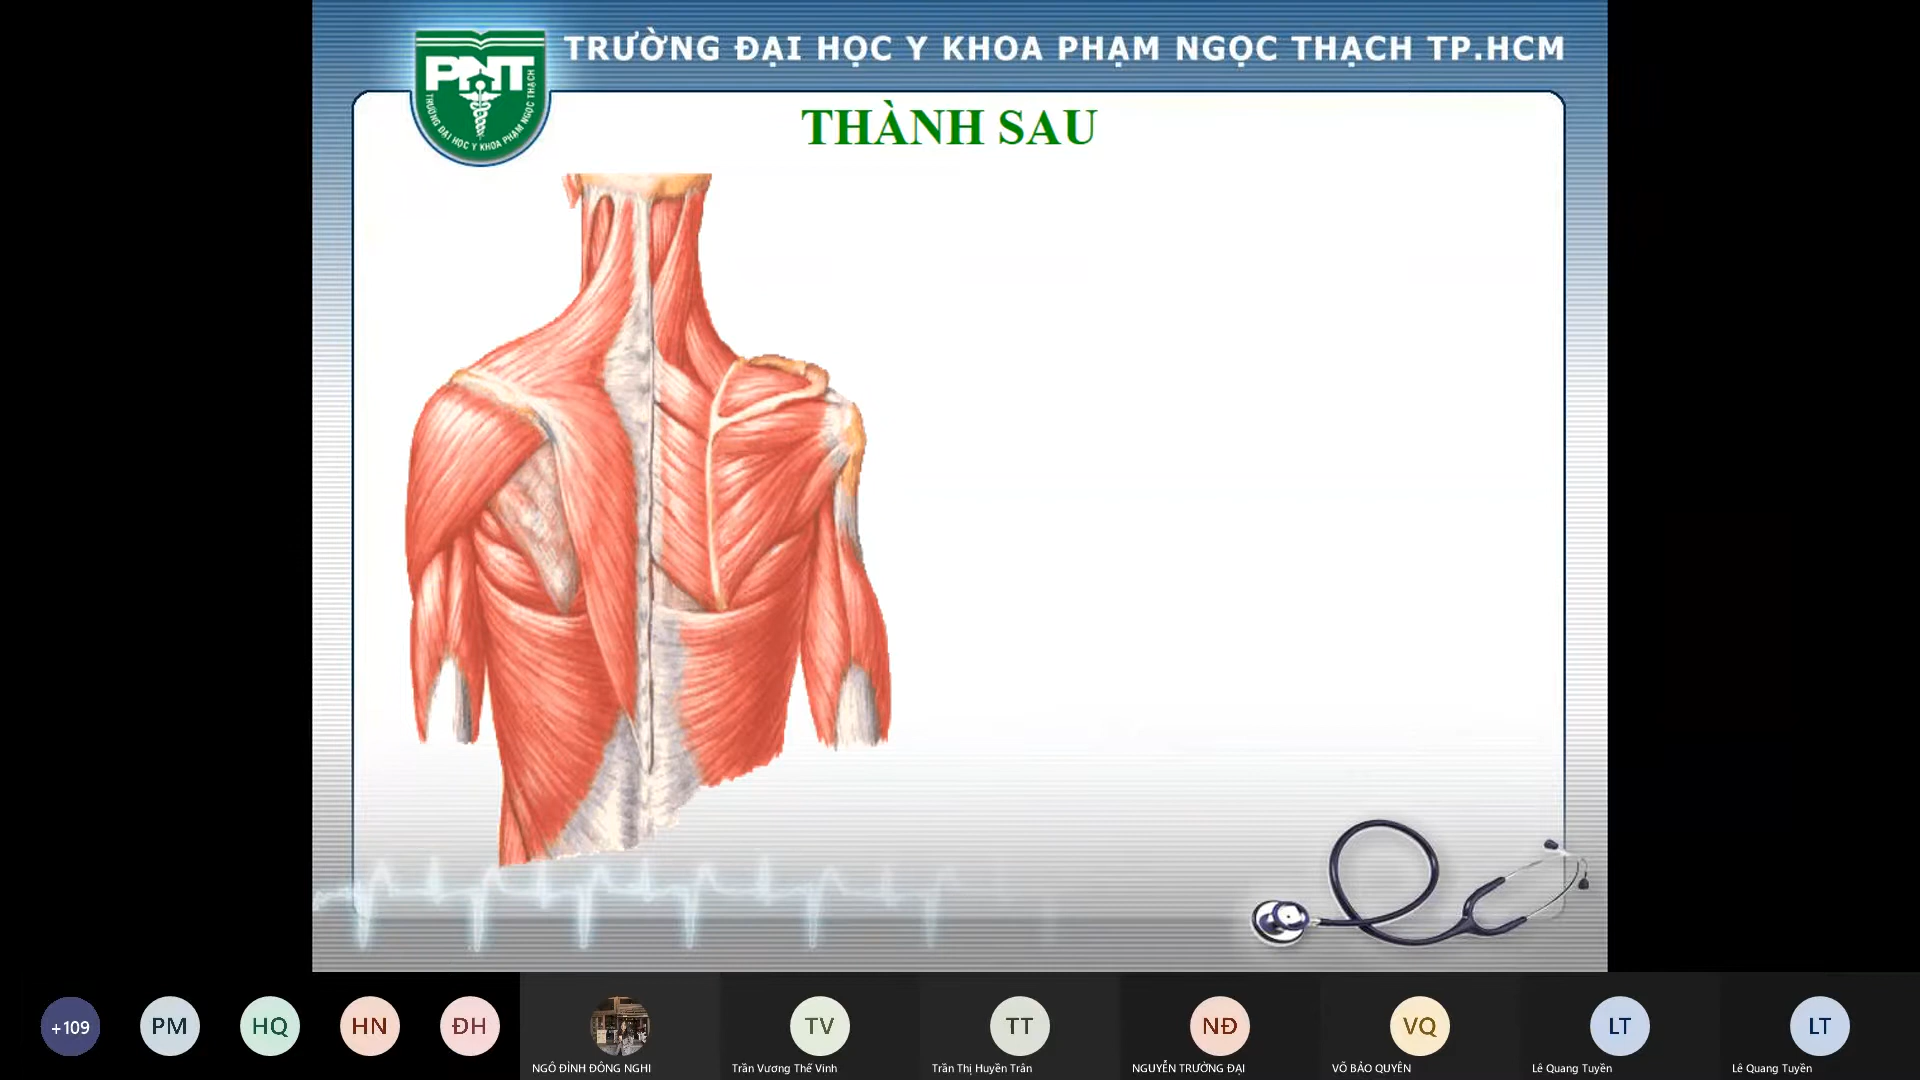 TRƯỜNG ĐẠI HỌC Y KHOA PHẠM NGỌC THẠCH TP.HCM
PNT
TRƯỜNG ĐẠI HỌC Y KHOA PHẠM NGỌC THẠCH
THÀNH SAU
+109
PM
HQ
HN
ĐH
TV
TT
NĐ
VQ
LT
LT
NGÔ ĐÌNH ĐÔNG NGHI
Trần Vương Thế Vinh
Trần Thị Huyền Trân
NGUYỄN TRƯỜNG ĐẠI
VÕ BẢO QUYÊN
Lê Quang Tuyền
Lê Quang Tuyền